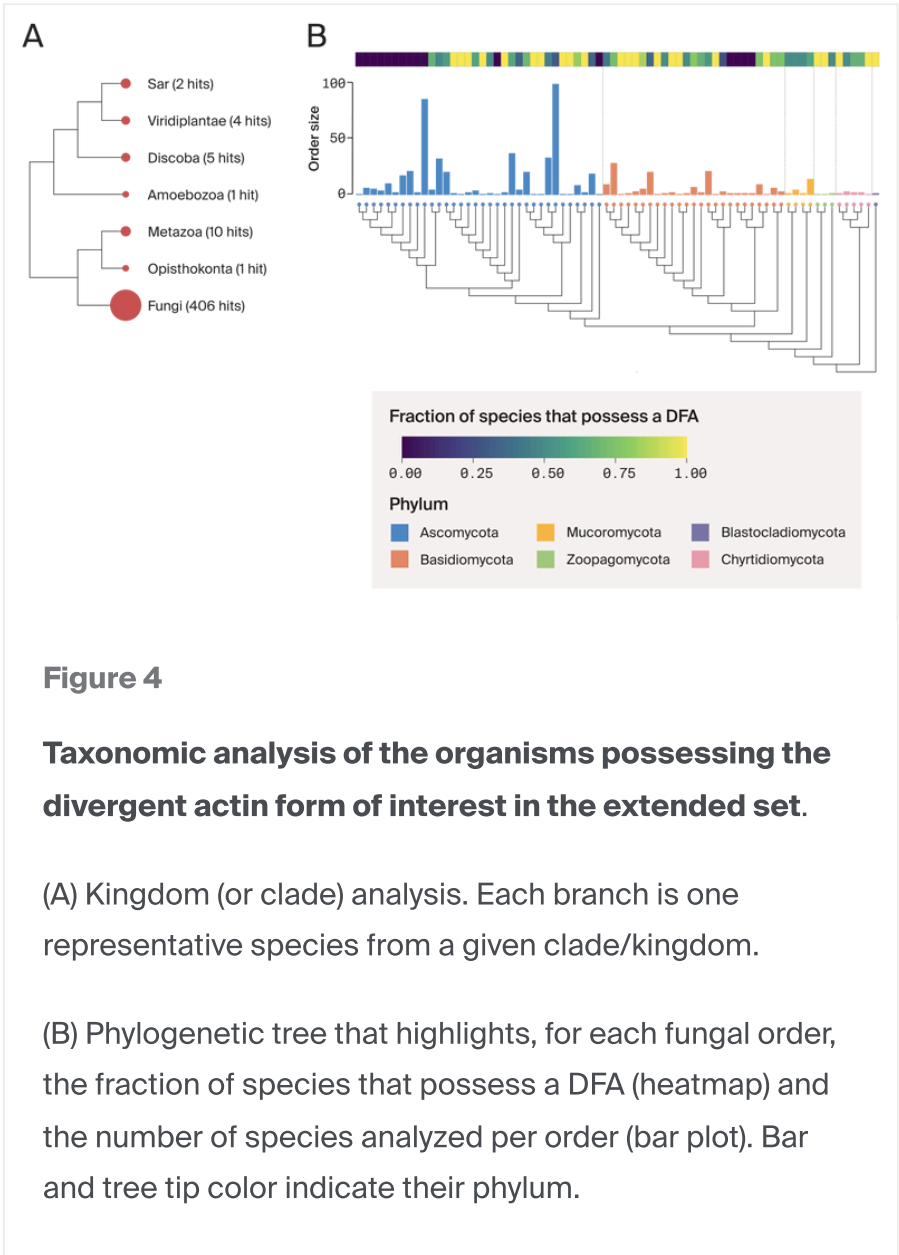 A
B
Sar (2 hits)
Viridiplantae (4 hits)
Discoba (5 hits)
Amoebozoa (1 hit)
Metazoa (10 hits)
Opisthokonta (1 hit)
Fungi (406 hits)
Order size
100
50
0
Fraction of species that possess a DFA
0.00 0.25 0.50 0.75 1.00
Phylum
Ascomycota Mucoromycota Blastocladiomycota
Basidiomycota Zoopagomycota Chyrtidiomycota
Figure 4
Taxonomic analysis of the organisms possessing the
divergent actin form of interest in the extended set.
(A) Kingdom (or clade) analysis. Each branch is one
representative species from a given clade/kingdom.
(B) Phylogenetic tree that highlights, for each fungal order,
the fraction of species that possess a DFA (heatmap) and
the number of species analyzed per order (bar plot). Bar
and tree tip color indicate their phylum.